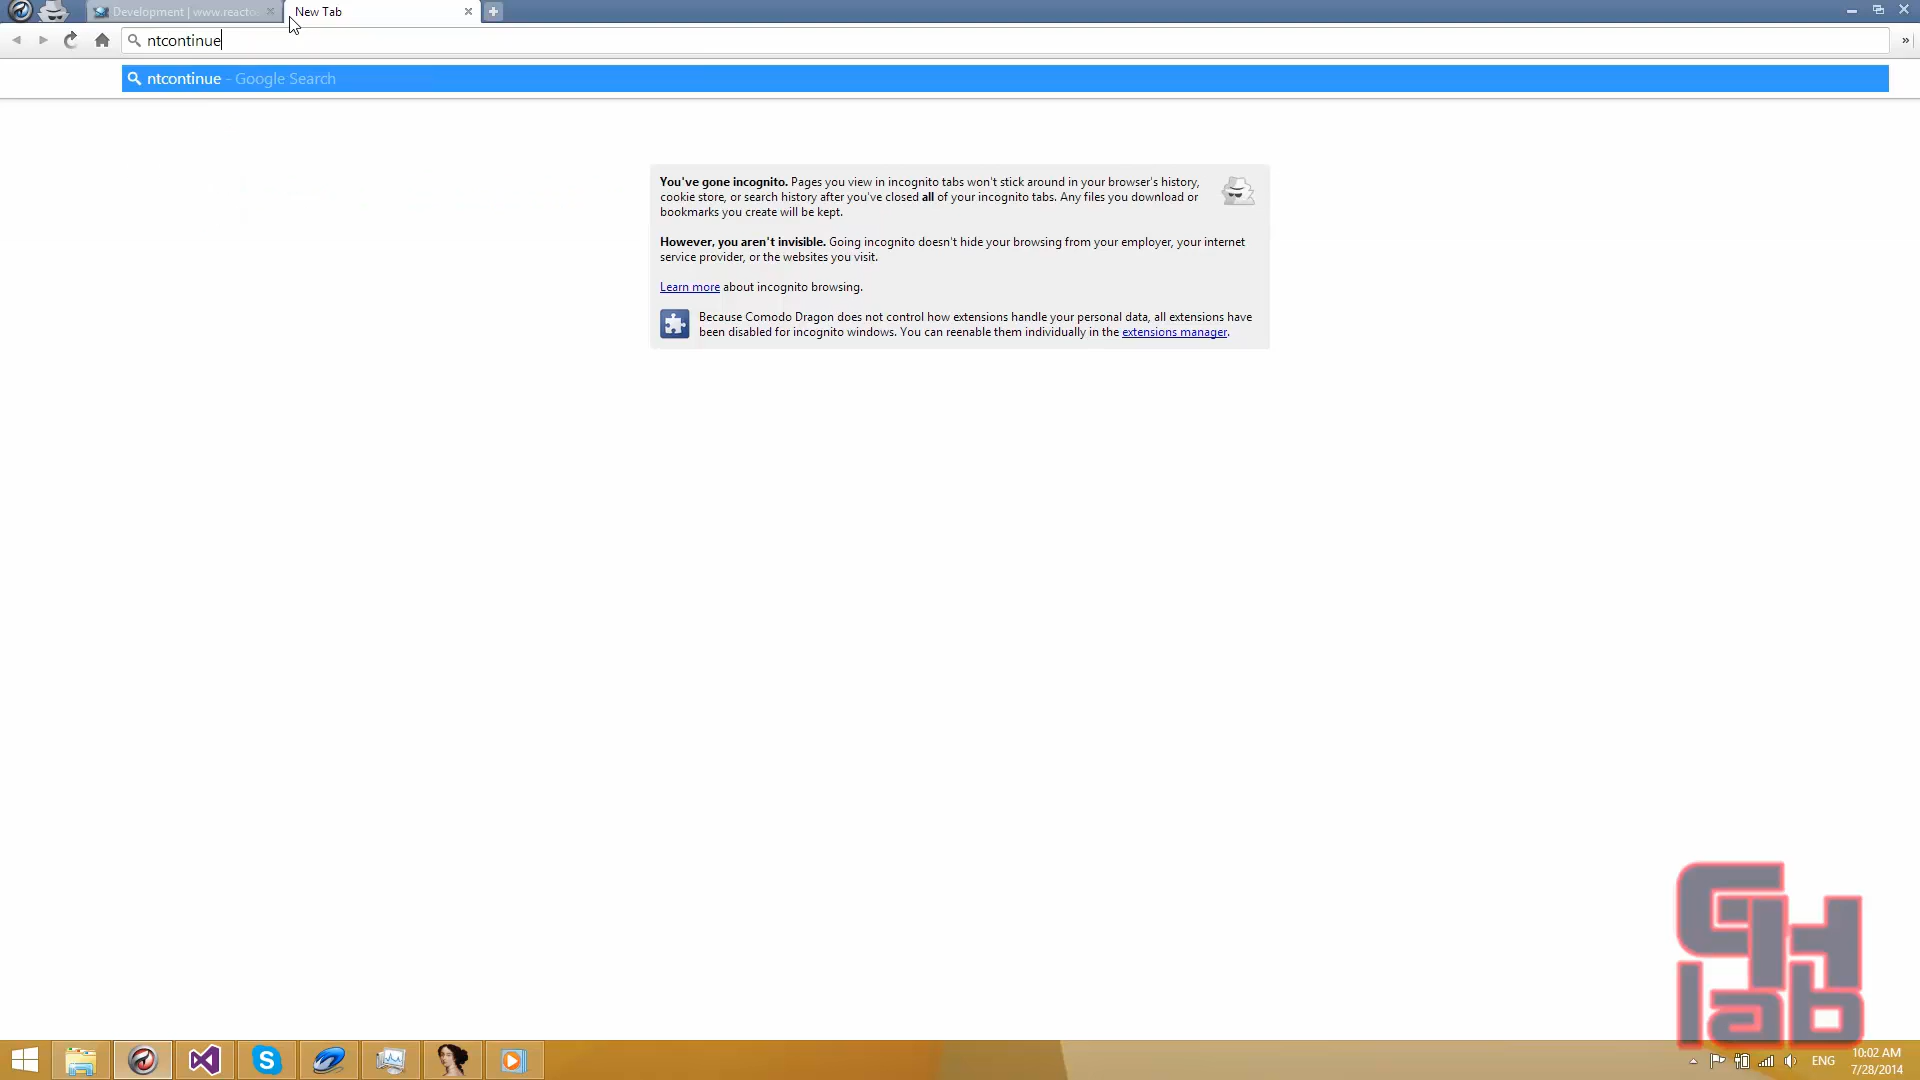 Development | www.reacto
New Tab
ntcontinue
»
ntcontinue - Google Search
You've gone incognito. Pages you view in incognito tabs won't stick around in your browser's history,
cookie store, or search history after you've closed all of your incognito tabs. Any files you download or
bookmarks you create will be kept.
However, you aren't invisible. Going incognito doesn't hide your browsing from your employer, your internet
service provider, or the websites you visit.
Learn more about incognito browsing.
Because Comodo Dragon does not control how extensions handle your personal data, all extensions have
been disabled for incognito windows. You can reenable them individually in the extensions manager.
GH
lab
ENG
10:02 AM
7/28/2014